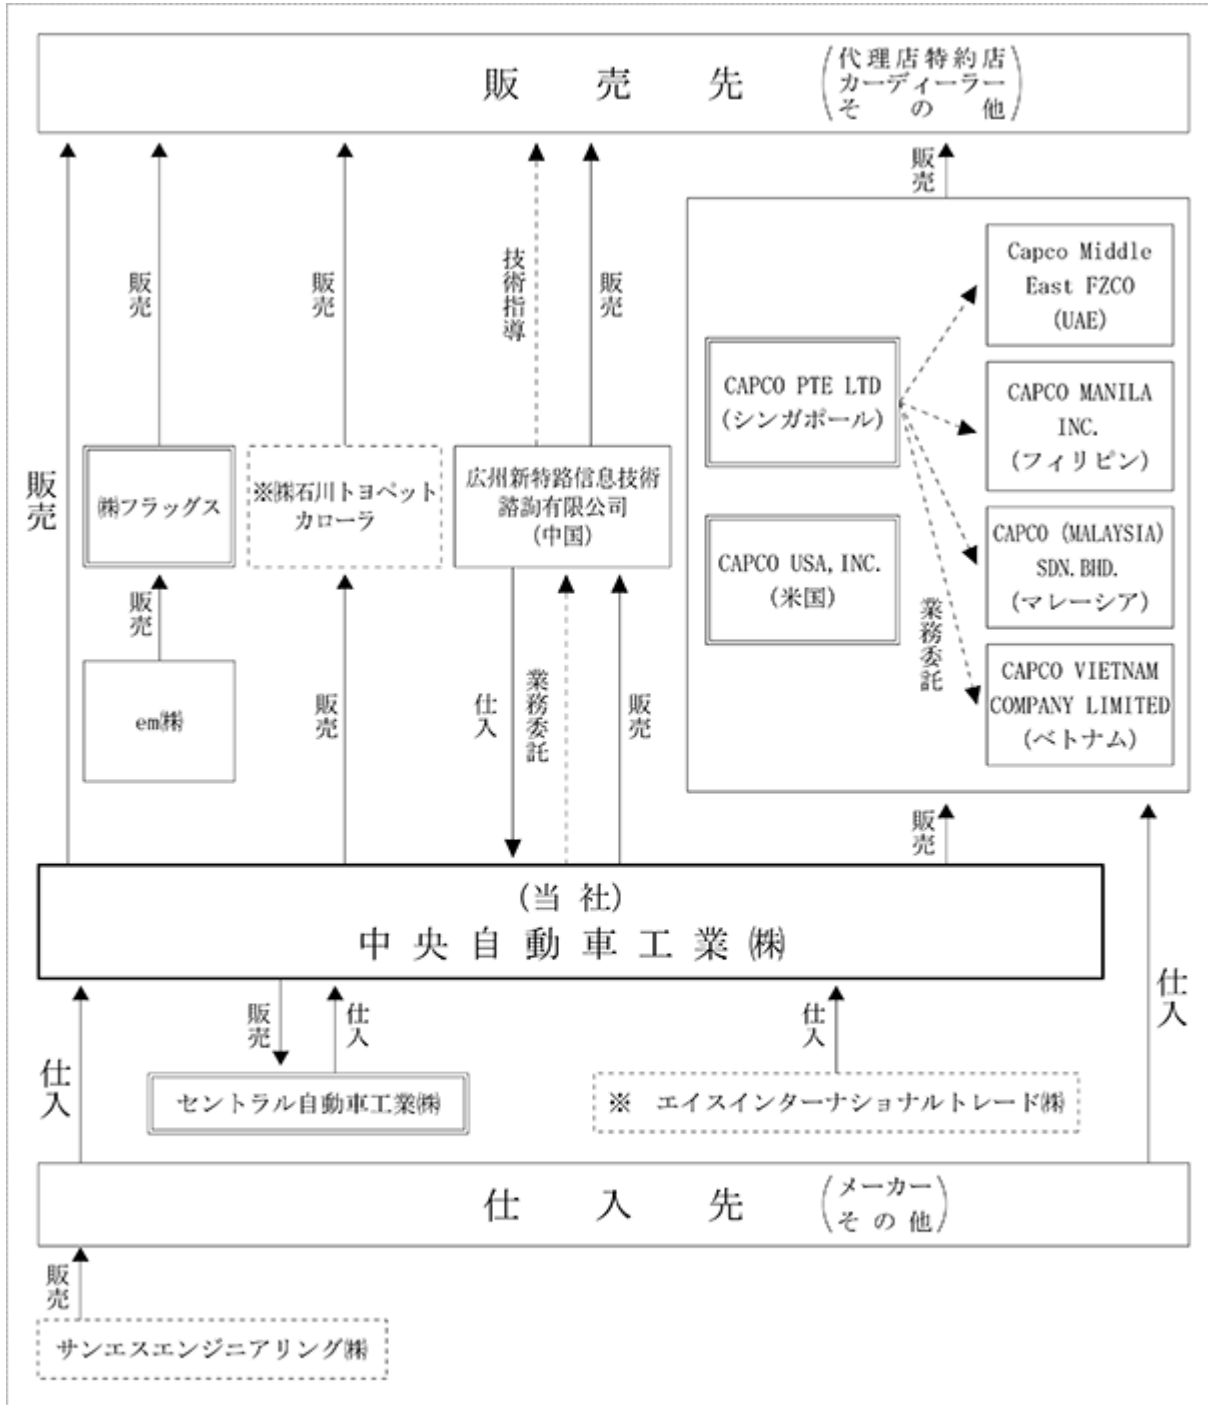 販売先
代理店特約店
カーディーラー
その他
販売
Capco Middle
East FZCO
(UAE)
技術指導
販売
販売
販売
CAPCO PTE LTD
(シンガポール)
CAPCO MANILA
INC.
(フィリピン)
販売
㈱フラッグス
※㈱石川トヨペット
カローラ
広州新特路信息技術
諮詢有限公司
(中国)
CAPCO USA, INC.
(米国)
CAPCO (MALAYSIA)
SDN. BHD.
(マレーシア)
業務委託
販売
em㈱
販売
仕入
業務委託
販売
CAPCO VIETNAM
COMPANY LIMITED
(ベトナム)
販売
(当社)
中央自動車工業㈱
仕入
販売
仕入
仕入
仕入
セントラル自動車工業㈱
※ エイスインターナショナルトレード㈱
仕入先
メーカー
その他
販売
サンエスエンジニアリング㈱